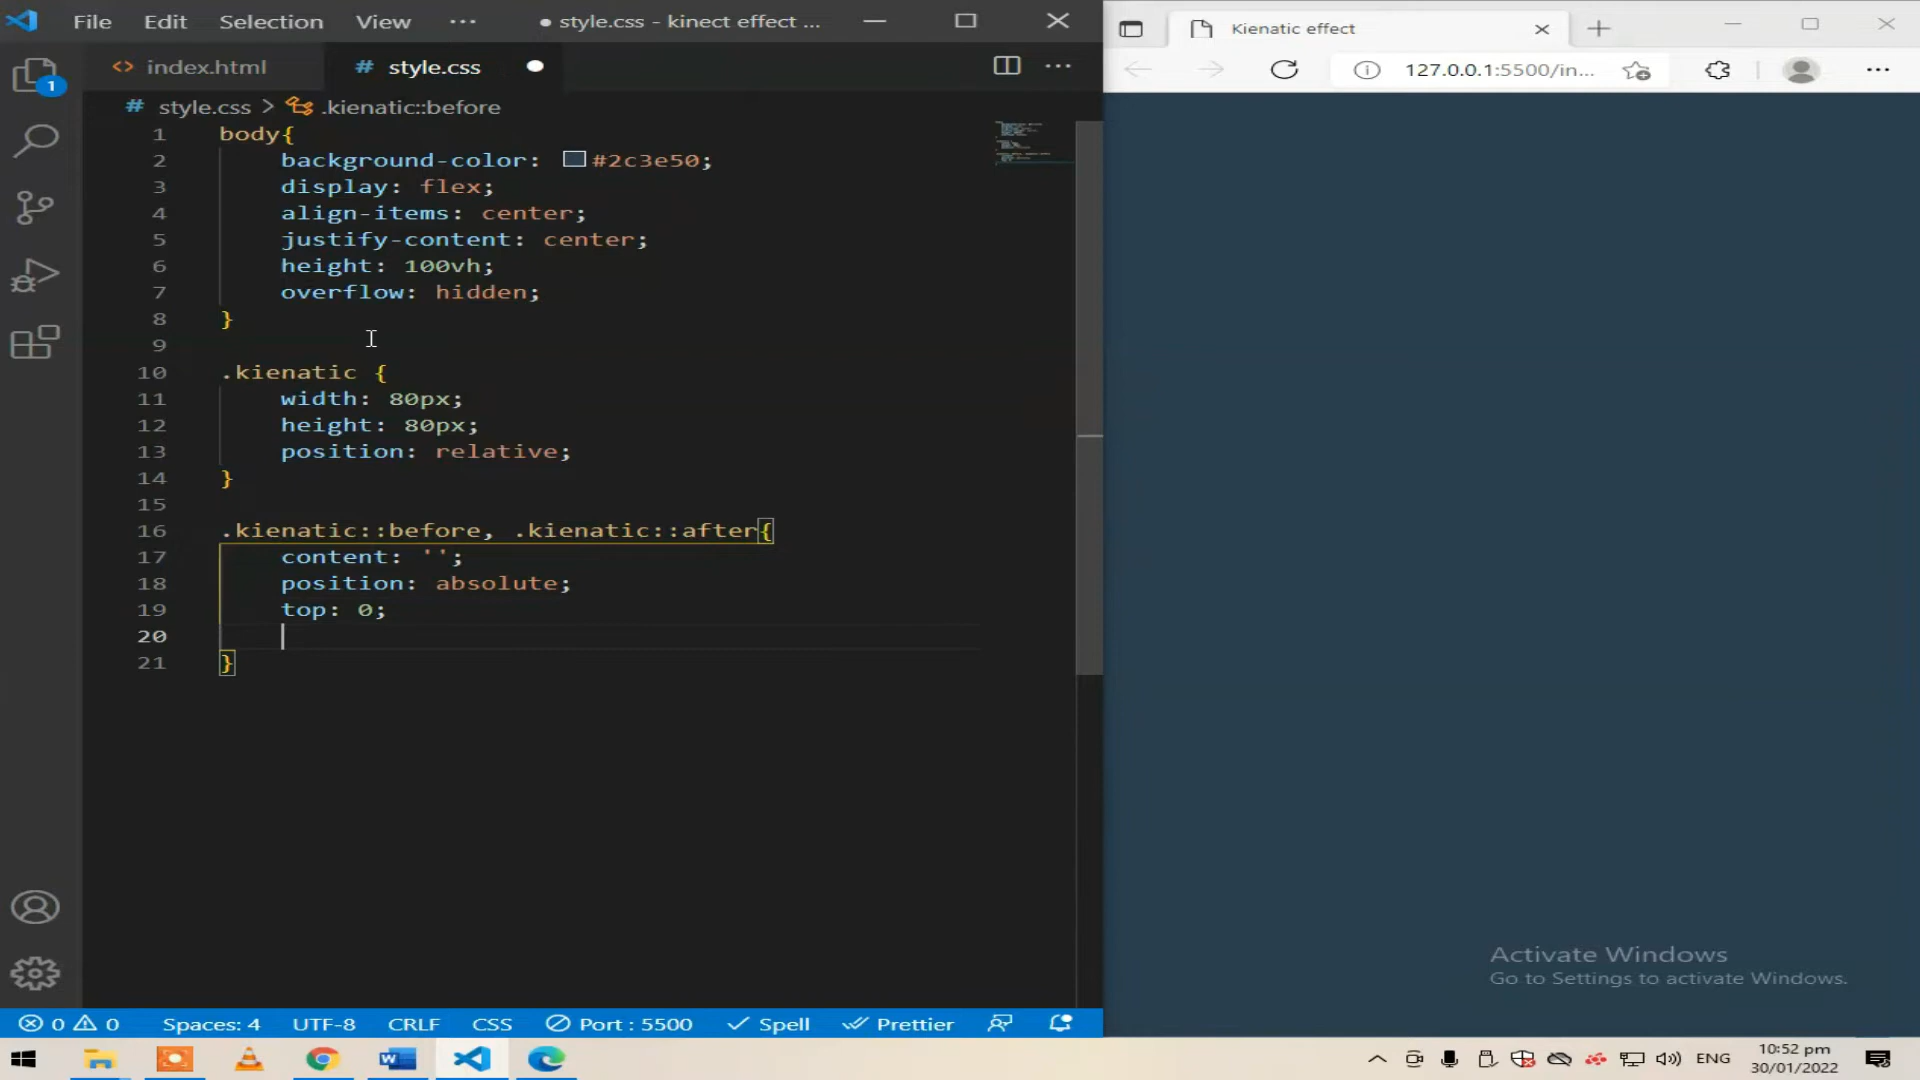 File Edit Selection View ··· ● style.css - kinect effect ...
Kienatic effect
127.0.0.1:5500/in...
<> index.html
# style.css
# style.css > .kienatic::before
1 body{
2 background-color: #2c3e50;
3 display: flex;
4 align-items: center;
5 justify-content: center;
6 height: 100vh;
7 overflow: hidden;
8 }
9
10 .kienatic {
11 width: 80px;
12 height: 80px;
13 position: relative;
14 }
15
16 .kienatic::before, .kienatic::after{
17 content: '';
18 position: absolute;
19 top: 0;
20
21 }
1
Activate Windows
Go to Settings to activate Windows.
0 0 Spaces: 4 UTF-8 CRLF CSS Port : 5500 Spell Prettier
ENG
10:52 pm
30/01/2022